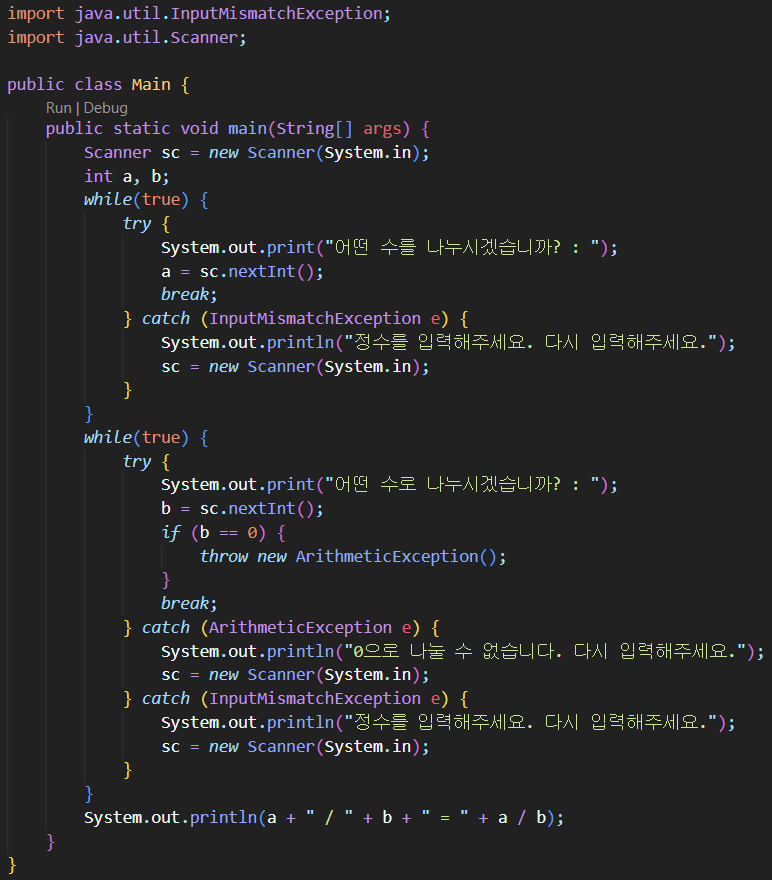 import java.util.InputMismatchException;
import java.util.Scanner;
public class Main {
Run | Debug
public static void main(String[] args) {
Scanner sc = new Scanner(System.in);
int a, b;
while(true) {
try {
System.out.print("어떤 수를 나누시겠습니까? : ");
a = sc.nextInt();
break;
} catch (InputMismatchException e) {
System.out.println("정수를 입력해주세요. 다시 입력해주세요.");
sc = new Scanner(System.in);
}
}
while(true) {
try {
System.out.print("어떤 수로 나누시겠습니까? : ");
b = sc.nextInt();
if (b == 0) {
throw new ArithmeticException();
}
break;
} catch (ArithmeticException e) {
System.out.println("0으로 나눌 수 없습니다. 다시 입력해주세요.");
sc = new Scanner(System.in);
} catch (InputMismatchException e) {
System.out.println("정수를 입력해주세요. 다시 입력해주세요.");
sc = new Scanner(System.in);
}
}
System.out.println(a + " / " + b + " = " + a / b);
}
}